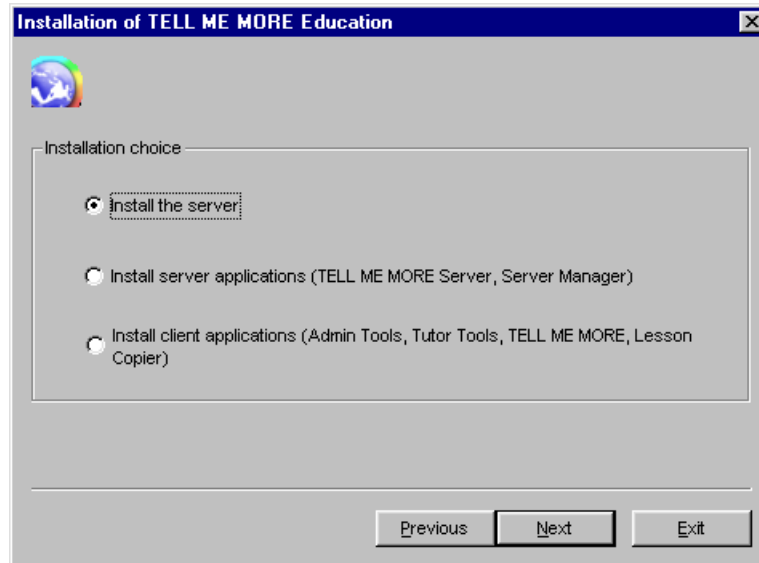 Installation of TELL ME MORE Education
Installation choice
Install the server
Install server applications (TELL ME MORE Server, Server Manager)
Install client applications (Admin Tools, Tutor Tools, TELL ME MORE, Lesson
Copier)
Previous Next Exit